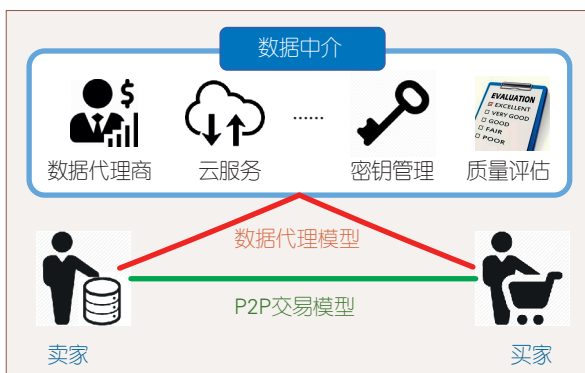 数据中介
$
EVALUATION
EXCELLENT
VERY GOOD
GOOD
FAIR
POOR
......
数据代理商
云服务
密钥管理
质量评估
数据代理模型
P2P交易模型
卖家
买家